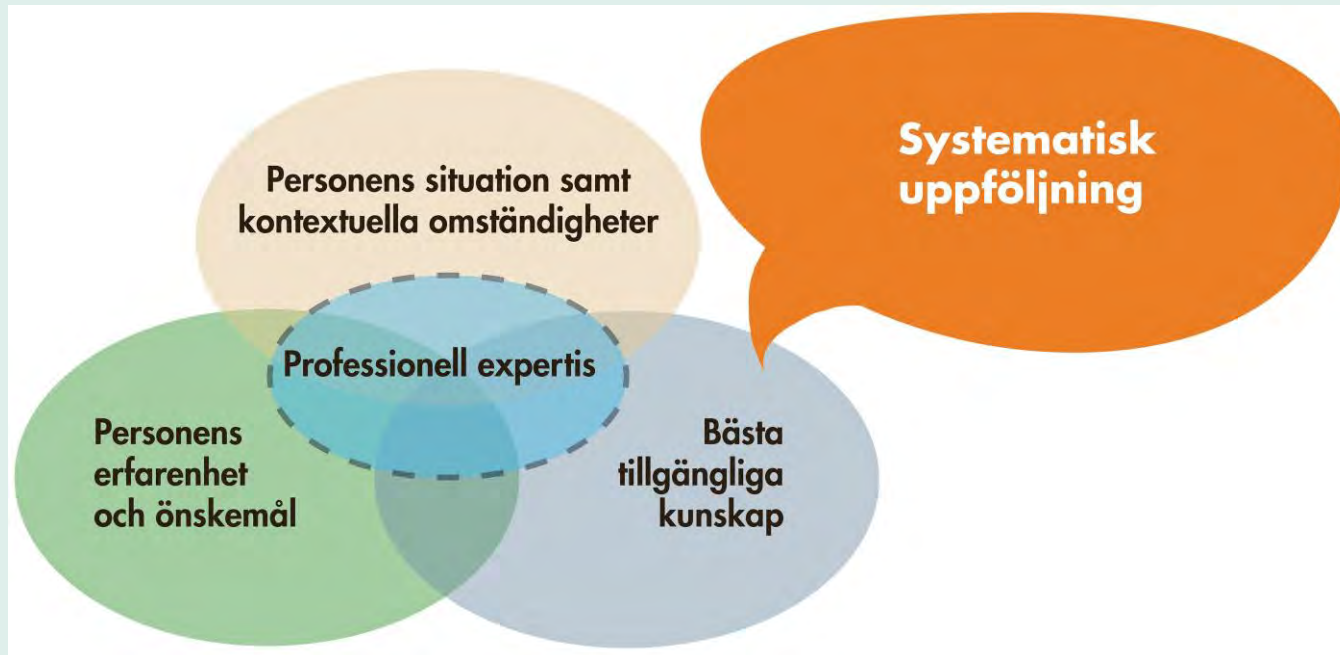 Personens situation samt
kontextuella omständigheter
Systematisk
uppföljning
Professionell expertis
Personens
erfarenhet
och önskemål
Bästa
tillgängliga
kunskap